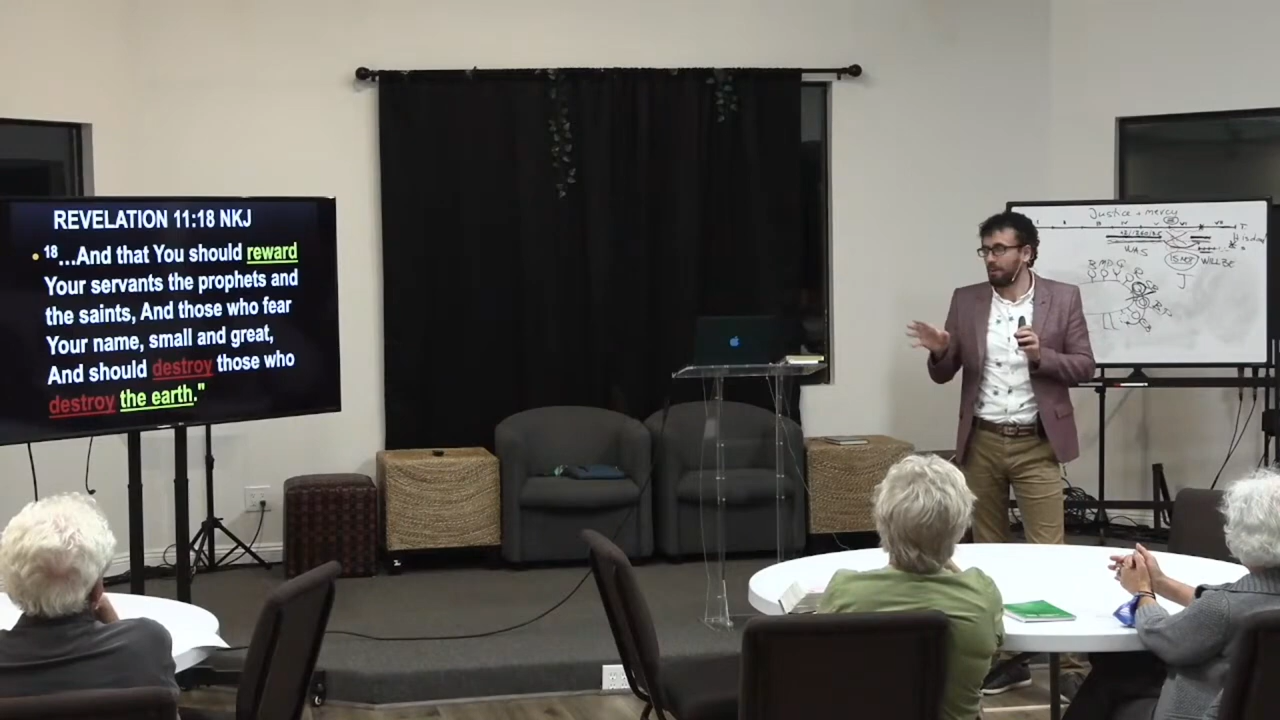 REVELATION 11:18 NKJ
• 18...And that You should reward
Your servants the prophets and
the saints, And those who fear
Your name, small and great,
And should destroy those who
destroy the earth."
Justice + mercy
WAS
IS NOT
WILL BE
J